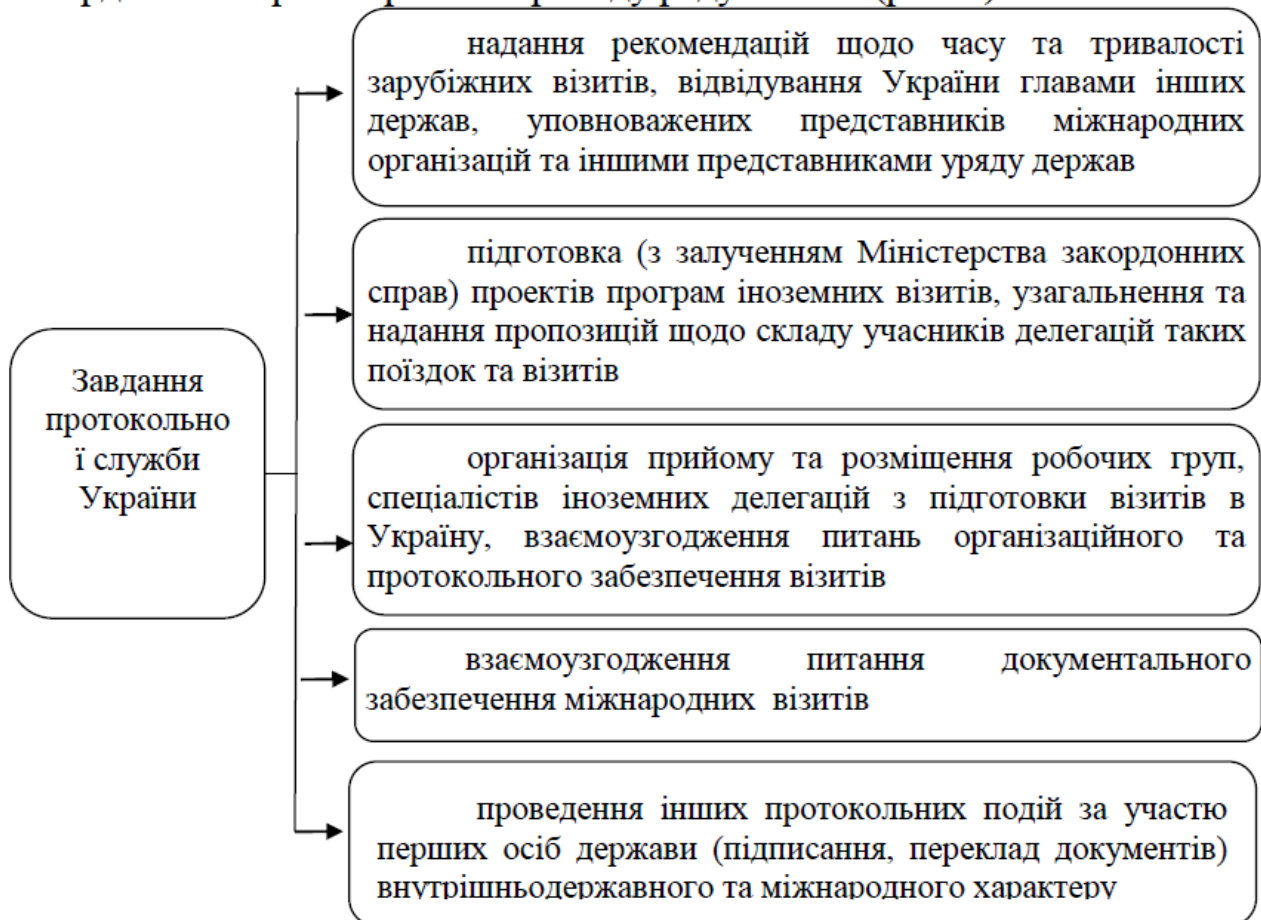 Завдання
протокольно
ї служби
України
надання рекомендацій щодо часу та тривалості
зарубіжних візитів, відвідування України главами інших
держав, уповноважених представників міжнародних
організацій та іншими представниками уряду держав
підготовка (з залученням Міністерства закордонних
справ) проектів програм іноземних візитів, узагальнення та
надання пропозицій щодо складу учасників делегацій таких
поїздок та візитів
організація прийому та розміщення робочих груп,
спеціалістів іноземних делегацій з підготовки візитів в
Україну, взаємоузгодження питань організаційного та
протокольного забезпечення візитів
взаємоузгодження питання документального
забезпечення міжнародних візитів
проведення інших протокольних подій за участю
перших осіб держави (підписання, переклад документів)
внутрішньодержавного та міжнародного характеру